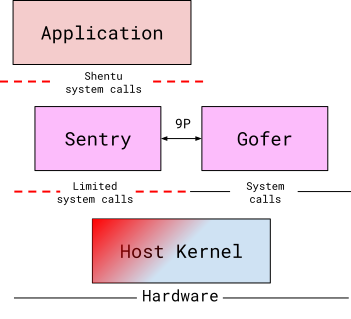 Application
Shentu
system calls
Sentry
9P
Gofer
Limited
system calls
System
calls
Host Kernel
Hardware